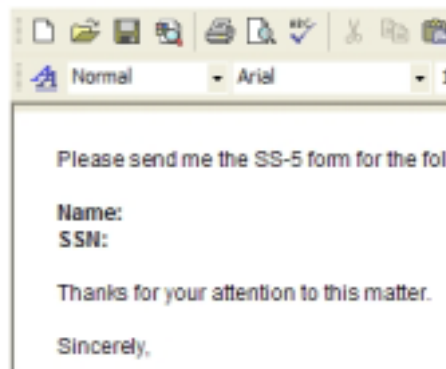 Normal Arial
Please send me the SS-5 form for the
Name:
SSN:
Thanks for your attention to this matter.
Sincerely,